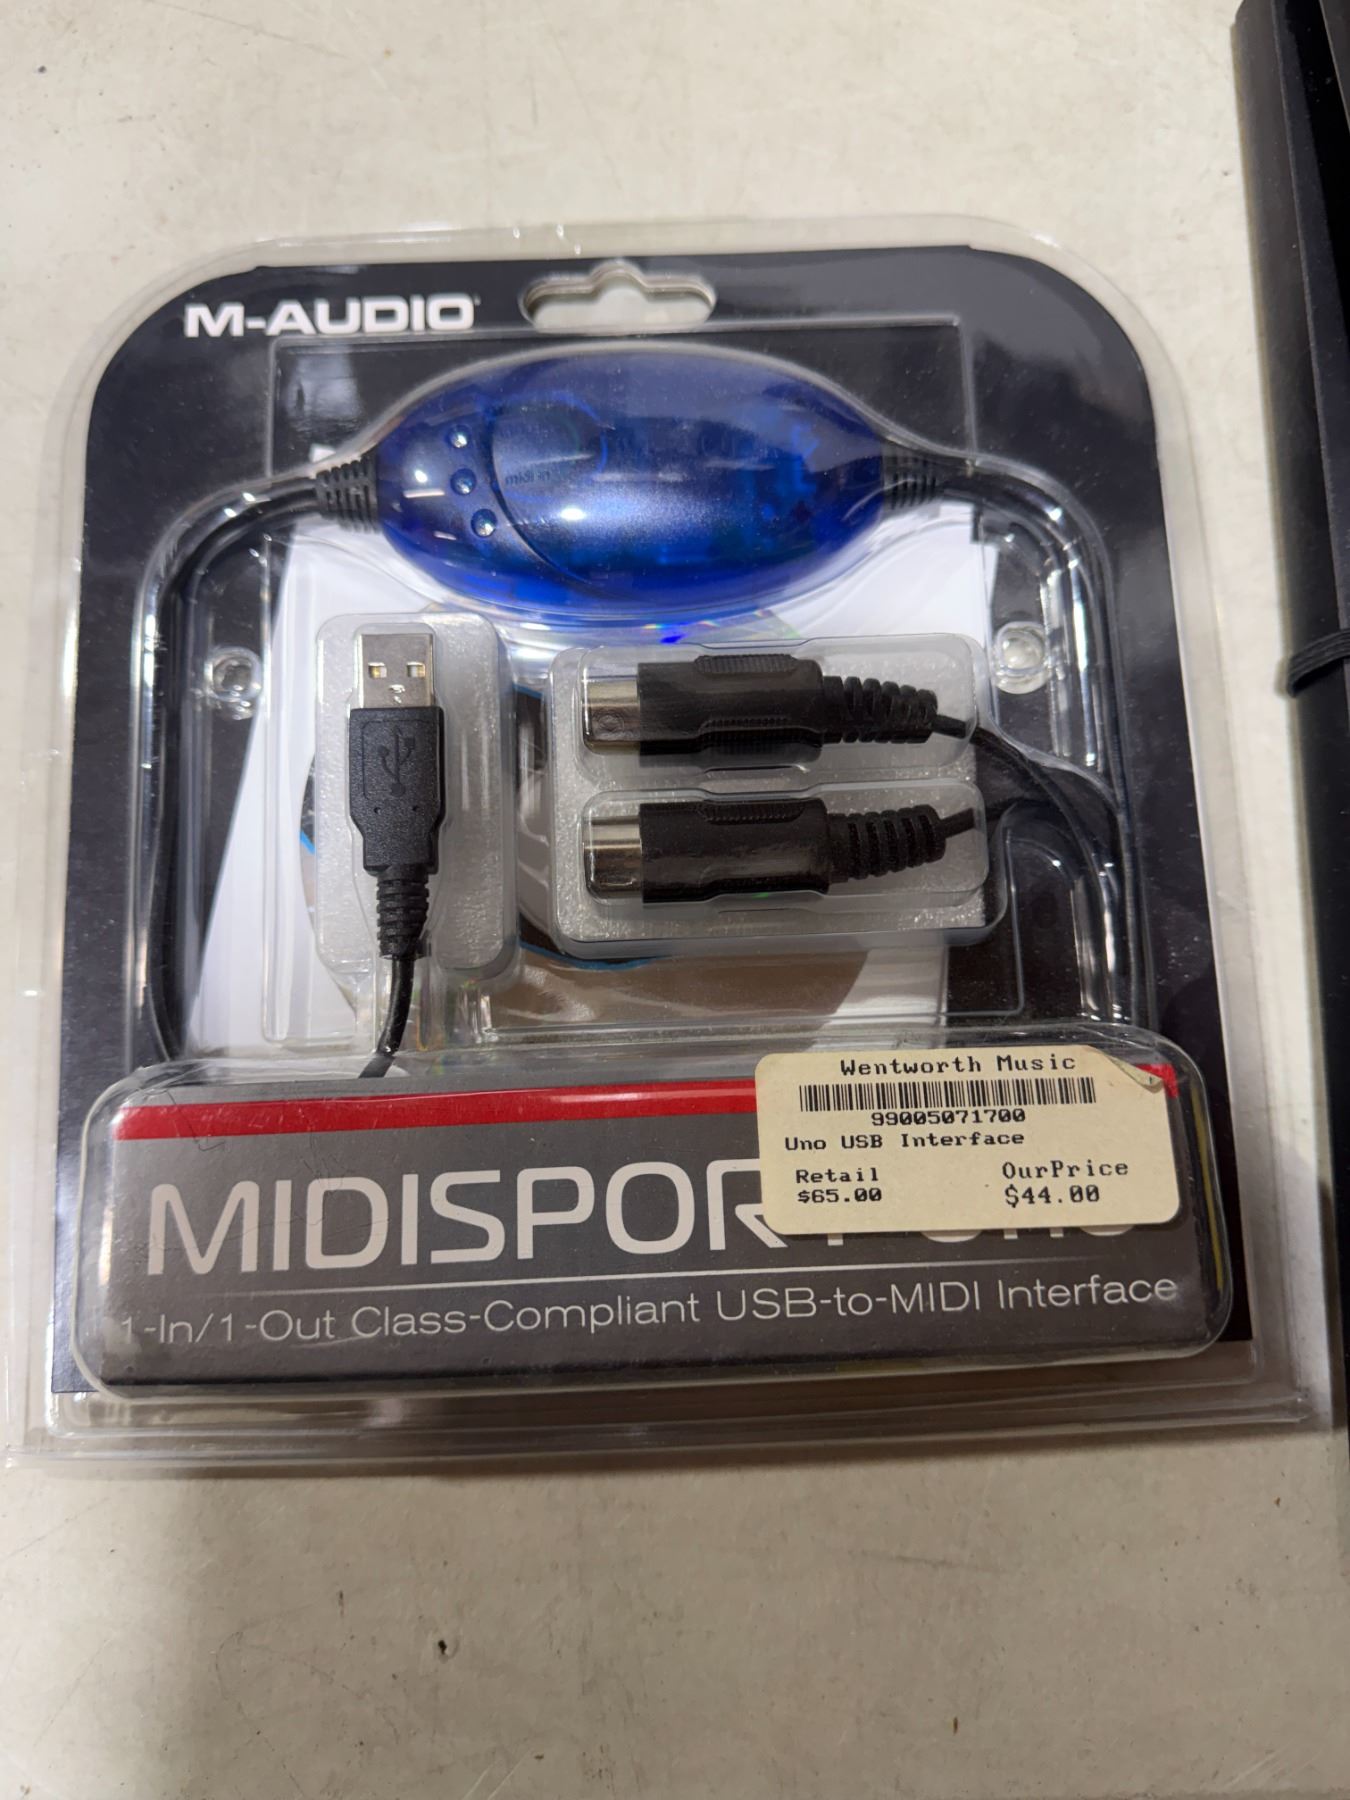 M-AUDIO
Wentworth Music
99005071700
Uno USB Interface
Retail OurPrice
$65.00 $44.00
MIDISPORT
1-In/1-Out Class-Compliant USB-to-MIDI Interface